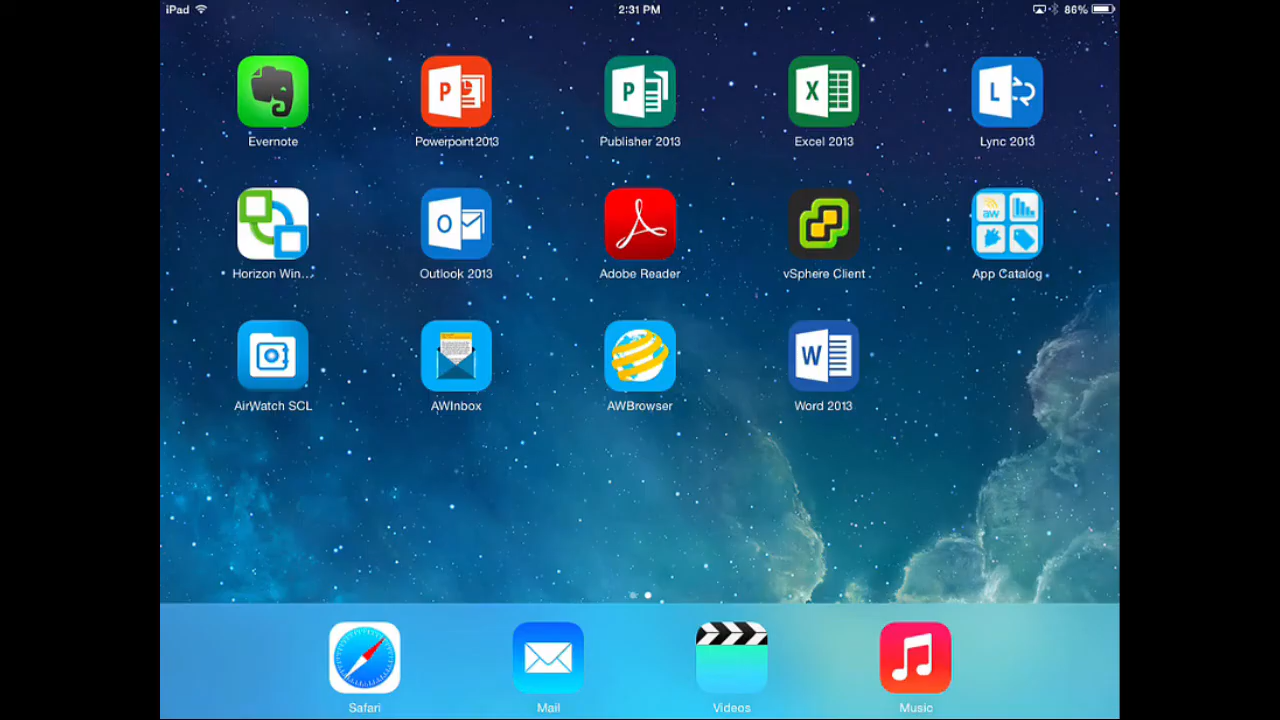 iPad 2:31 PM 86%
Evernote Powerpoint 2013 Publisher 2013 Excel 2013 Lync 2013
Horizon Win... Outlook 2013 Adobe Reader vSphere Client App Catalog
AirWatch SCL AWInbox AWBrowser Word 2013
Safari Mail Videos Music